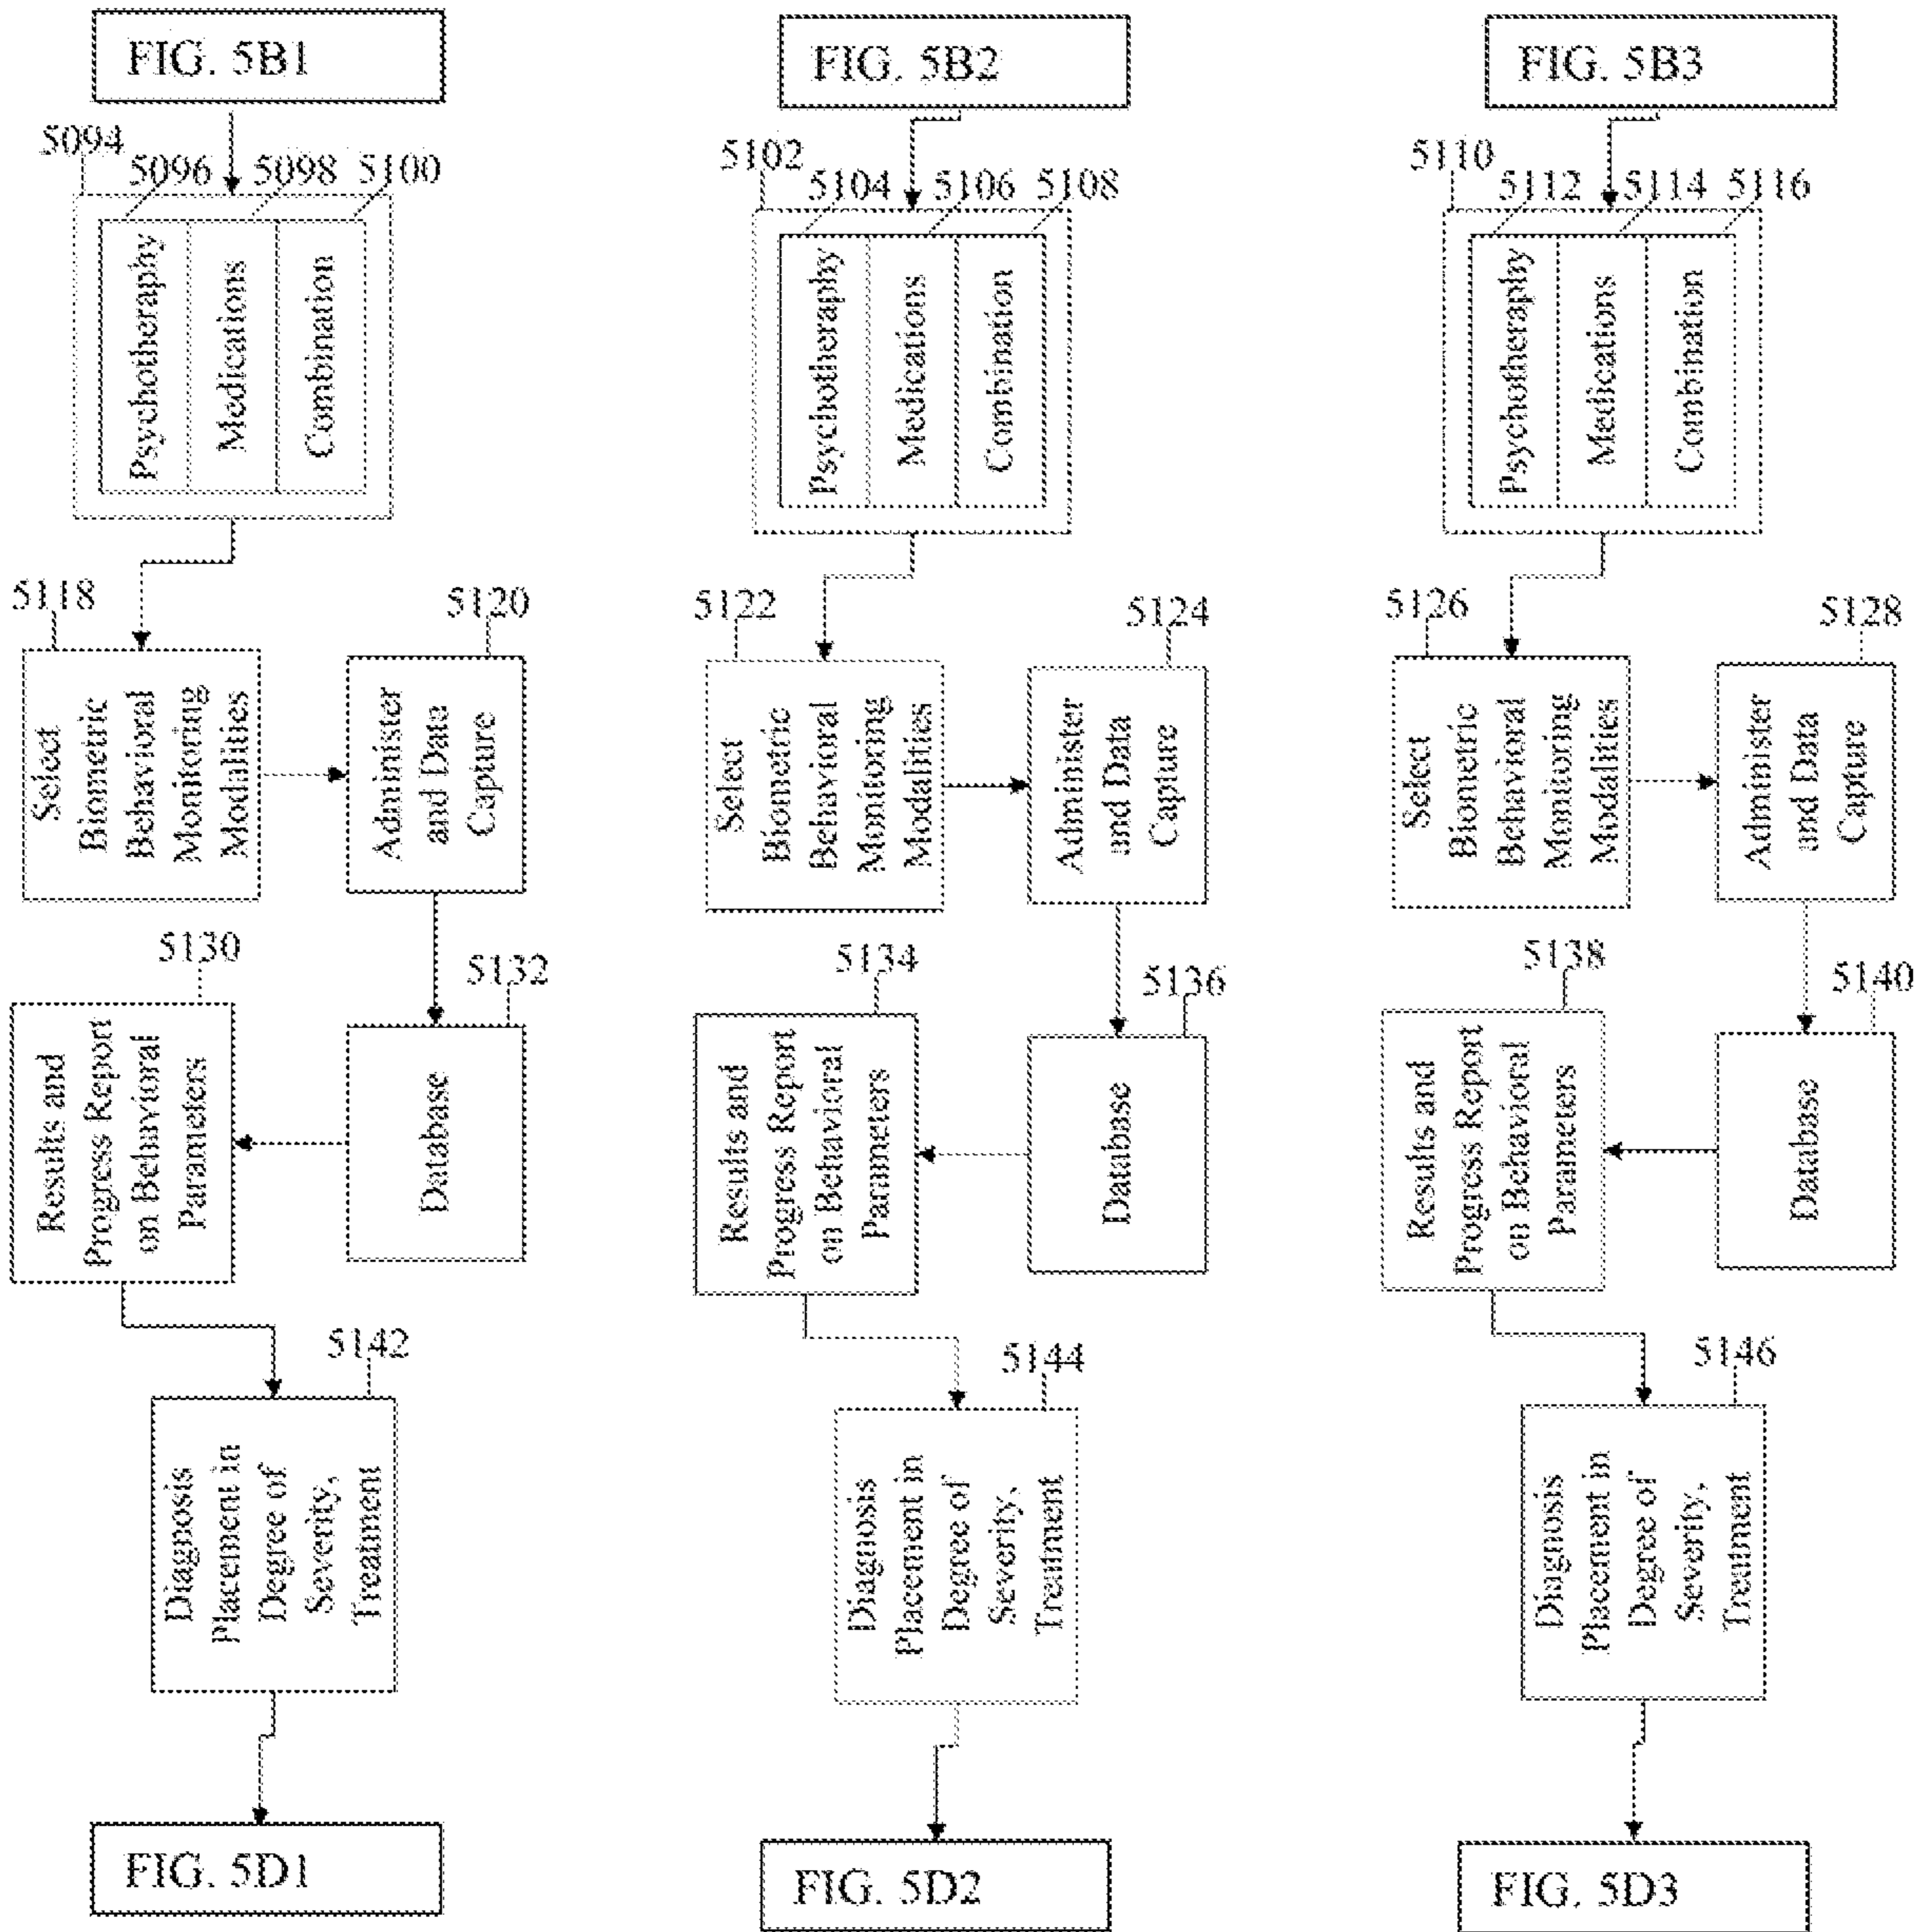 FIG. 5B1
5094
5096
5098
5100
Psychotherapy
Medications
Combination
5118
Select
Biometric
Behavioral
Monitoring
Modalities
5120
Administer
and Data
Capture
5130
Results and
Progress Report
on Behavioral
Parameters
5132
Database
5142
Diagnosis
Placement in
Degree of
Severity,
Treatment
FIG. 5D1
FIG. 5B2
5102
5104
5106
5108
Psychotherapy
Medications
Combination
5122
Select
Biometric
Behavioral
Monitoring
Modalities
5124
Administer
and Data
Capture
5134
Results and
Progress Report
on Behavioral
Parameters
5136
Database
5144
Diagnosis
Placement in
Degree of
Severity,
Treatment
FIG. 5D2
FIG. 5B3
5110
5112
5114
5116
Psychotherapy
Medications
Combination
5126
Select
Biometric
Behavioral
Monitoring
Modalities
5128
Administer
and Data
Capture
5138
Results and
Progress Report
on Behavioral
Parameters
5140
Database
5146
Diagnosis
Placement in
Degree of
Severity,
Treatment
FIG. 5D3